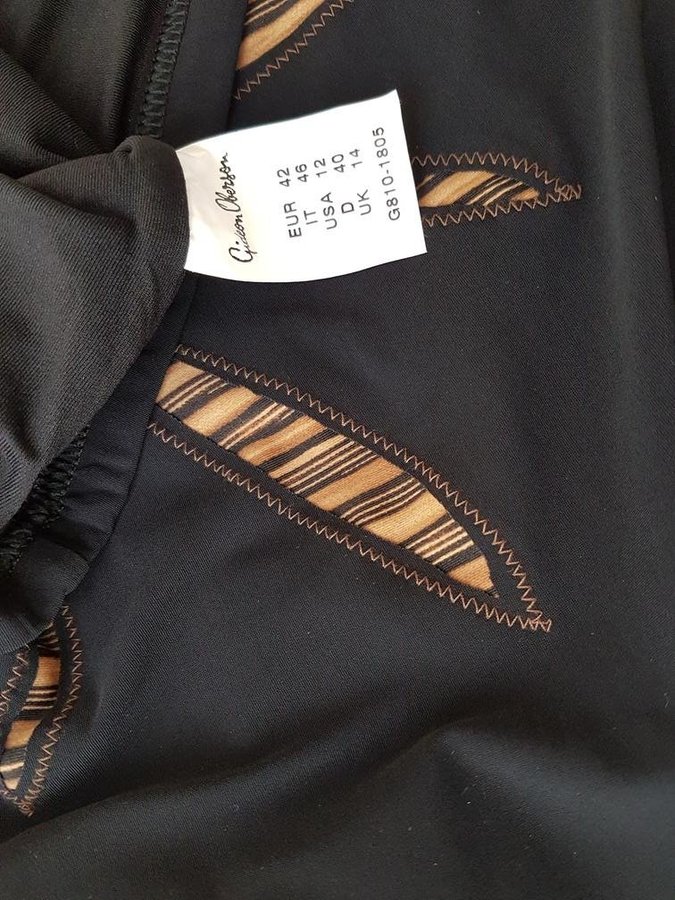 Gideon Oberson
EUR 42
IT 46
USA 12
D 40
UK 14
G810-1805